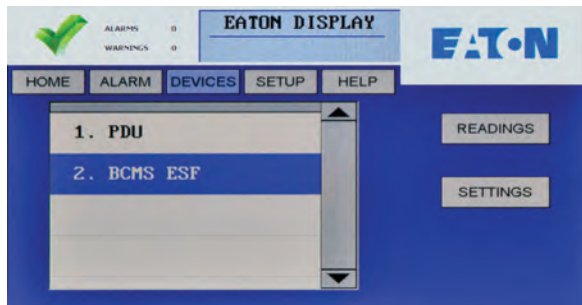 ALARMS 0
WARNINGS 0
EATON DISPLAY
EATON
HOME ALARM DEVICES SETUP HELP
1. PDU
2. BCMS ESF
READINGS
SETTINGS